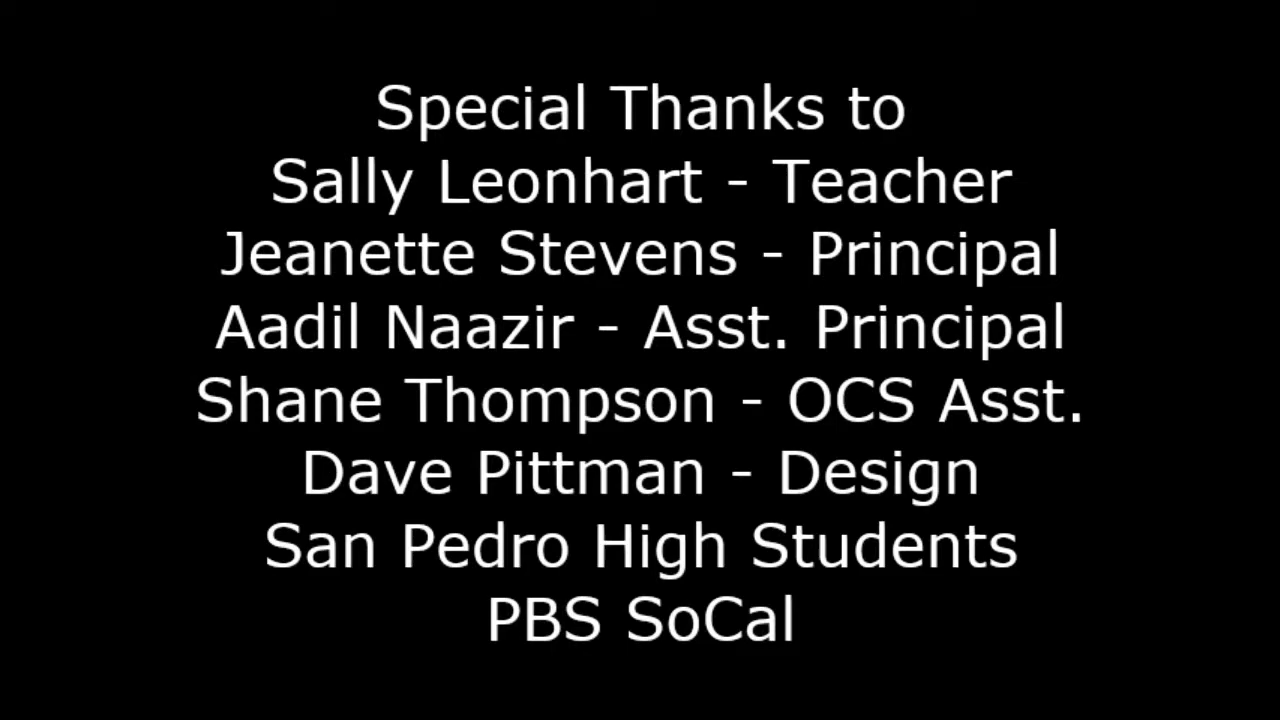 Special Thanks to
Sally Leonhart - Teacher
Jeanette Stevens - Principal
Aadil Naazir - Asst. Principal
Shane Thompson - OCS Asst.
Dave Pittman - Design
San Pedro High Students
PBS SoCal